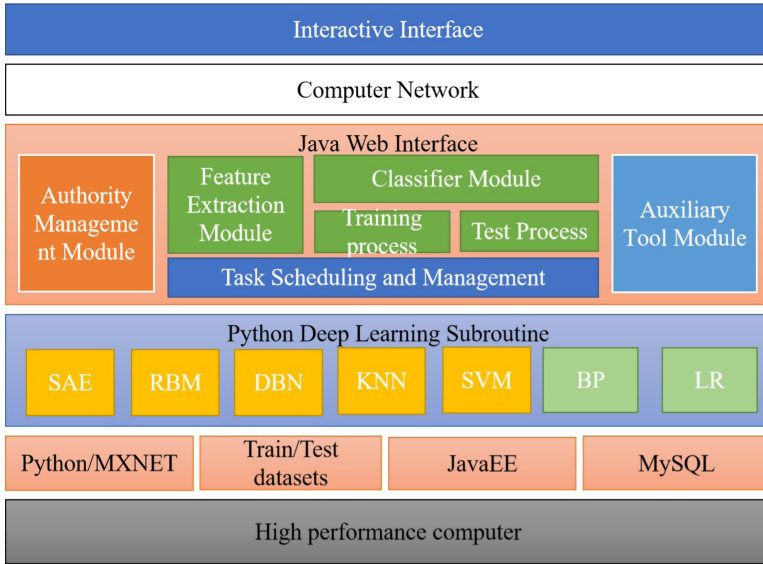 Interactive Interface
Computer Network
Java Web Interface
Authority
Manageme
nt Module
Feature
Extraction
Module
Classifier Module
Training
process
Test Process
Auxiliary
Tool Module
Task Scheduling and Management
Python Deep Learning Subroutine
SAE
RBM
DBN
KNN
SVM
BP
LR
Python/MXNET
Train/Test
datasets
JavaEE
MySQL
High performance computer